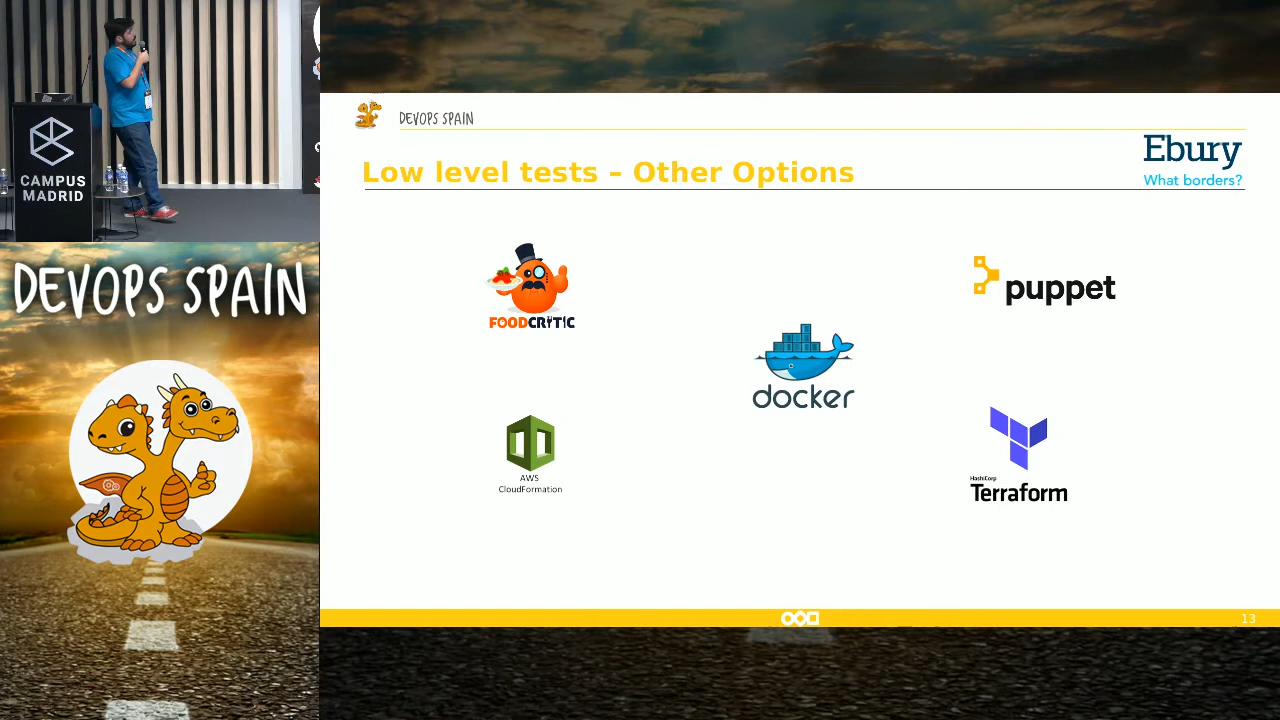 CAMPUS
MADRID
DEVOPS SPAIN
DEVOPS SPAIN
Ebury
What borders?
Low level tests – Other Options
FOODCRITIC
puppet
docker
AWS
CloudFormation
HashiCorp
Terraform
13